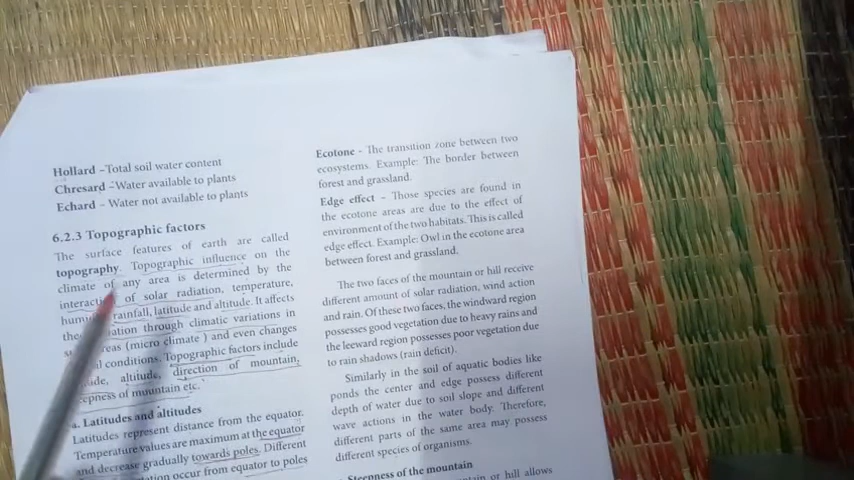 Hollard –Total soil water content
Chresard –Water available to plants
Echard – Water not available to plants
6.2.3 Topographic factors
The surface features of earth are called
topography. Topographic influence on the
climate of any area is determined by the
of solar radiation, temperature,
rainfall, latitude and altitude. It affects
through climatic variations in
(micro climate ) and even changes
conditions. Topographic factors include
altitude, direction of mountain,
of mountain etc.
a. Latitudes and altitudes
Latitudes represent distance from the equator.
Temperature values are maximum at the equator
and decrease gradually towards poles. Different
occur from equator to poles
Ecotone - The transition zone between two
ecosystems. Example: The border between
forest and grassland.
Edge effect – Those species are found in
the ecotone areas are due to the effect of
environment of the two habitats. This is called
edge effect. Example: Owl in the ecotone area
between forest and grassland.
The two faces of the mountain or hill receive
different amount of solar radiation, wind action
and rain. Of these two faces, the windward region
possesses good vegetation due to heavy rains and
the leeward region possesses poor vegetation due
to rain shadows (rain deficit).
Similarly in the soil of aquatic bodies like
ponds the center and edge possess different
depth of water due to soil slope and different
wave actions in the water body. Therefore,
different parts of the same area may possess
different species of organisms.
Steepness of the mountain
or hill allows